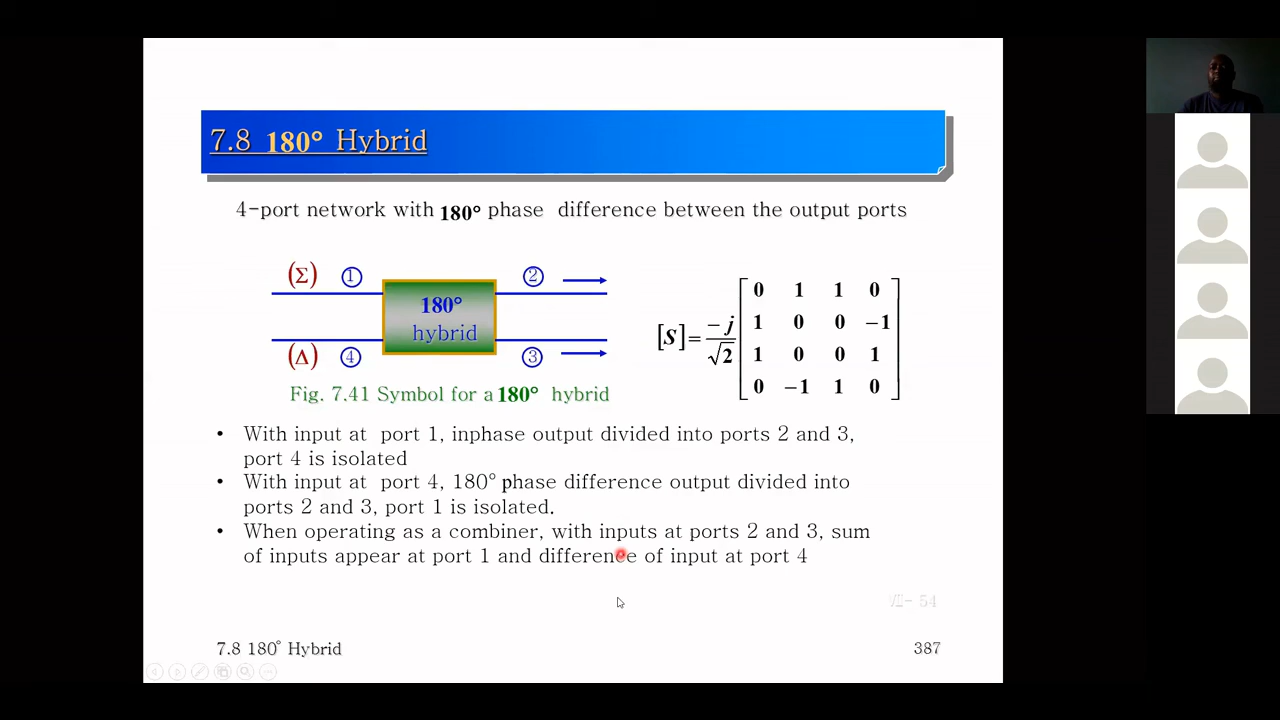 7.8 180° Hybrid
4-port network with 180° phase difference between the output ports
(Σ) ① ②
180°
hybrid
(Δ) ④ ③
Fig. 7.41 Symbol for a 180° hybrid
[S] = -j/√2 [0 1 1 0
1 0 0 -1
1 0 0 1
0 -1 1 0]
• With input at port 1, inphase output divided into ports 2 and 3,
port 4 is isolated
• With input at port 4, 180° phase difference output divided into
ports 2 and 3, port 1 is isolated.
• When operating as a combiner, with inputs at ports 2 and 3, sum
of inputs appear at port 1 and difference of input at port 4
Ⅶ- 54
7.8 180° Hybrid
387